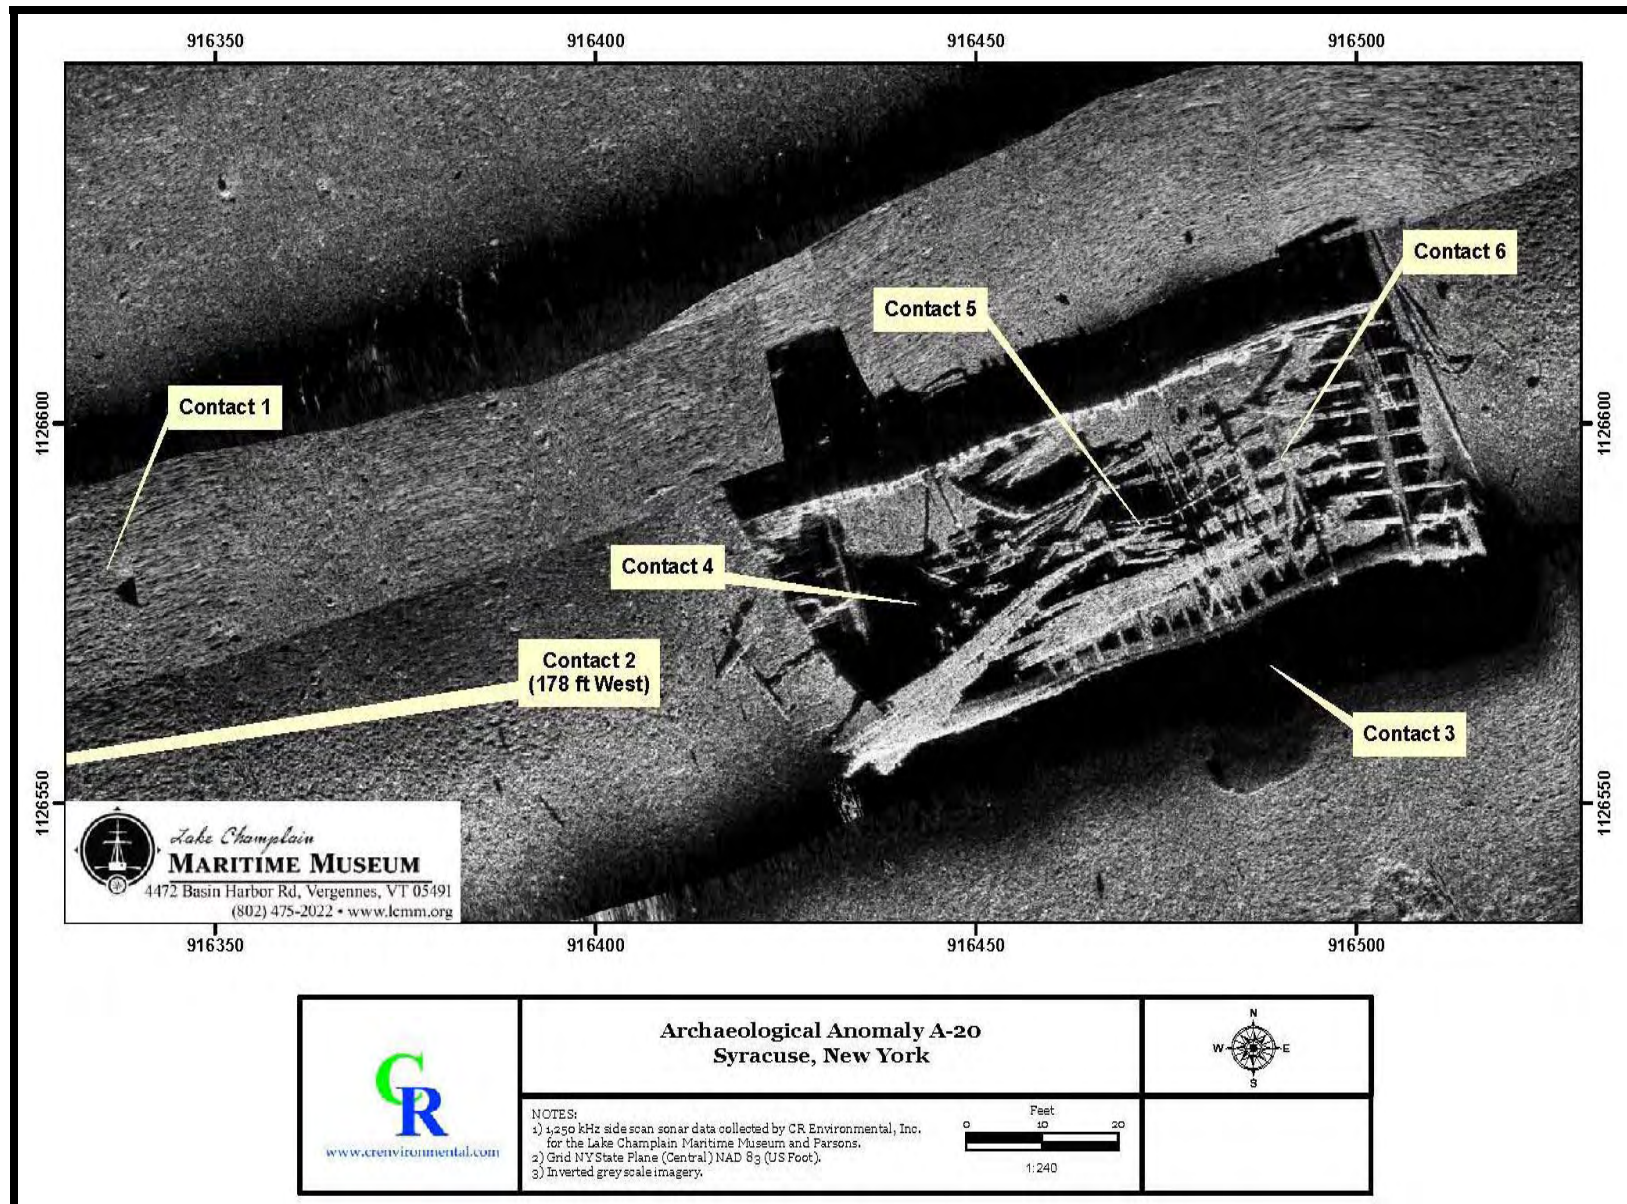 916350
916400
916450
916500
Contact 6
Contact 5
Contact 1
1126600
1126600
Contact 4
Contact 2
(178 ft West)
Contact 3
1126550
1126550
Lake Champlain
MARITIME MUSEUM
4472 Basin Harbor Rd, Vergennes, VT 05491
(802) 475-2022 • www.lcmm.org
916350
916400
916450
916500
CR
www.crenvironmental.com
Archaeological Anomaly A-20
Syracuse, New York
N
W
E
S
NOTES:
1) 1,250 kHz side scan sonar data collected by CR Environmental, Inc.
for the Lake Champlain Maritime Museum and Parsons.
2) Grid NY State Plane (Central) NAD 83 (US Foot).
3) Inverted grey scale imagery.
Feet
0 10 20
1:240